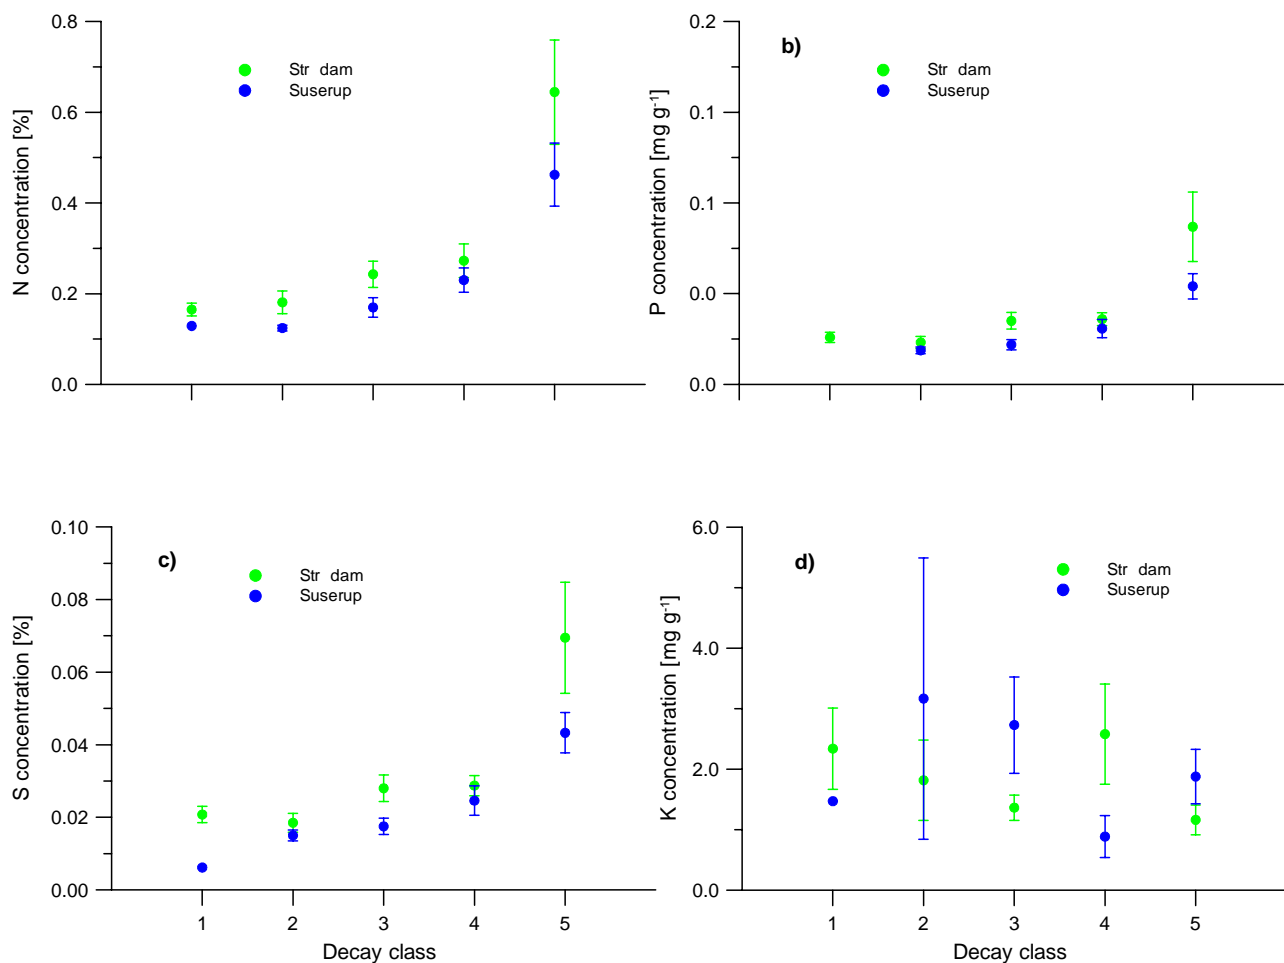 0.8
0.6
0.4
0.2
0.0
N concentration [%]
Str dam
Suserup
b)
0.2
0.1
0.1
0.0
0.0
P concentration [mg g-1]
Str dam
Suserup
c)
0.10
0.08
0.06
0.04
0.02
0.00
S concentration [%]
Str dam
Suserup
1 2 3 4 5
Decay class
d)
6.0
4.0
2.0
0.0
K concentration [mg g-1]
Str dam
Suserup
1 2 3 4 5
Decay class